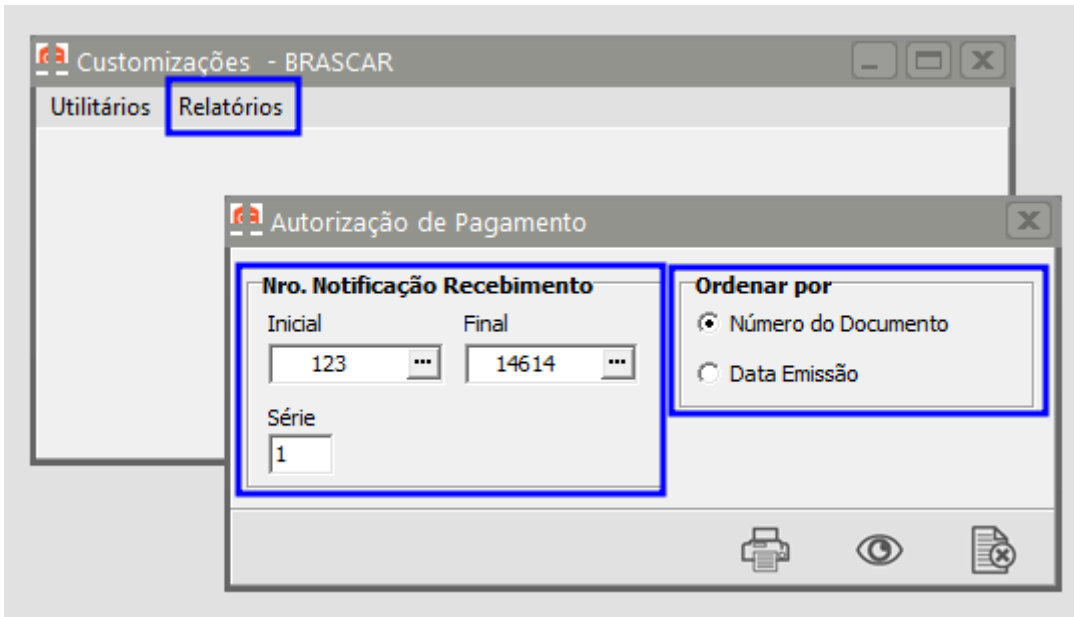 Customizações - BRASCAR
Utilitários Relatórios
Autorização de Pagamento
Nro. Notificação Recebimento
Inicial Final
123 ... 14614 ...
Série
1
Ordenar por
Número do Documento
Data Emissão